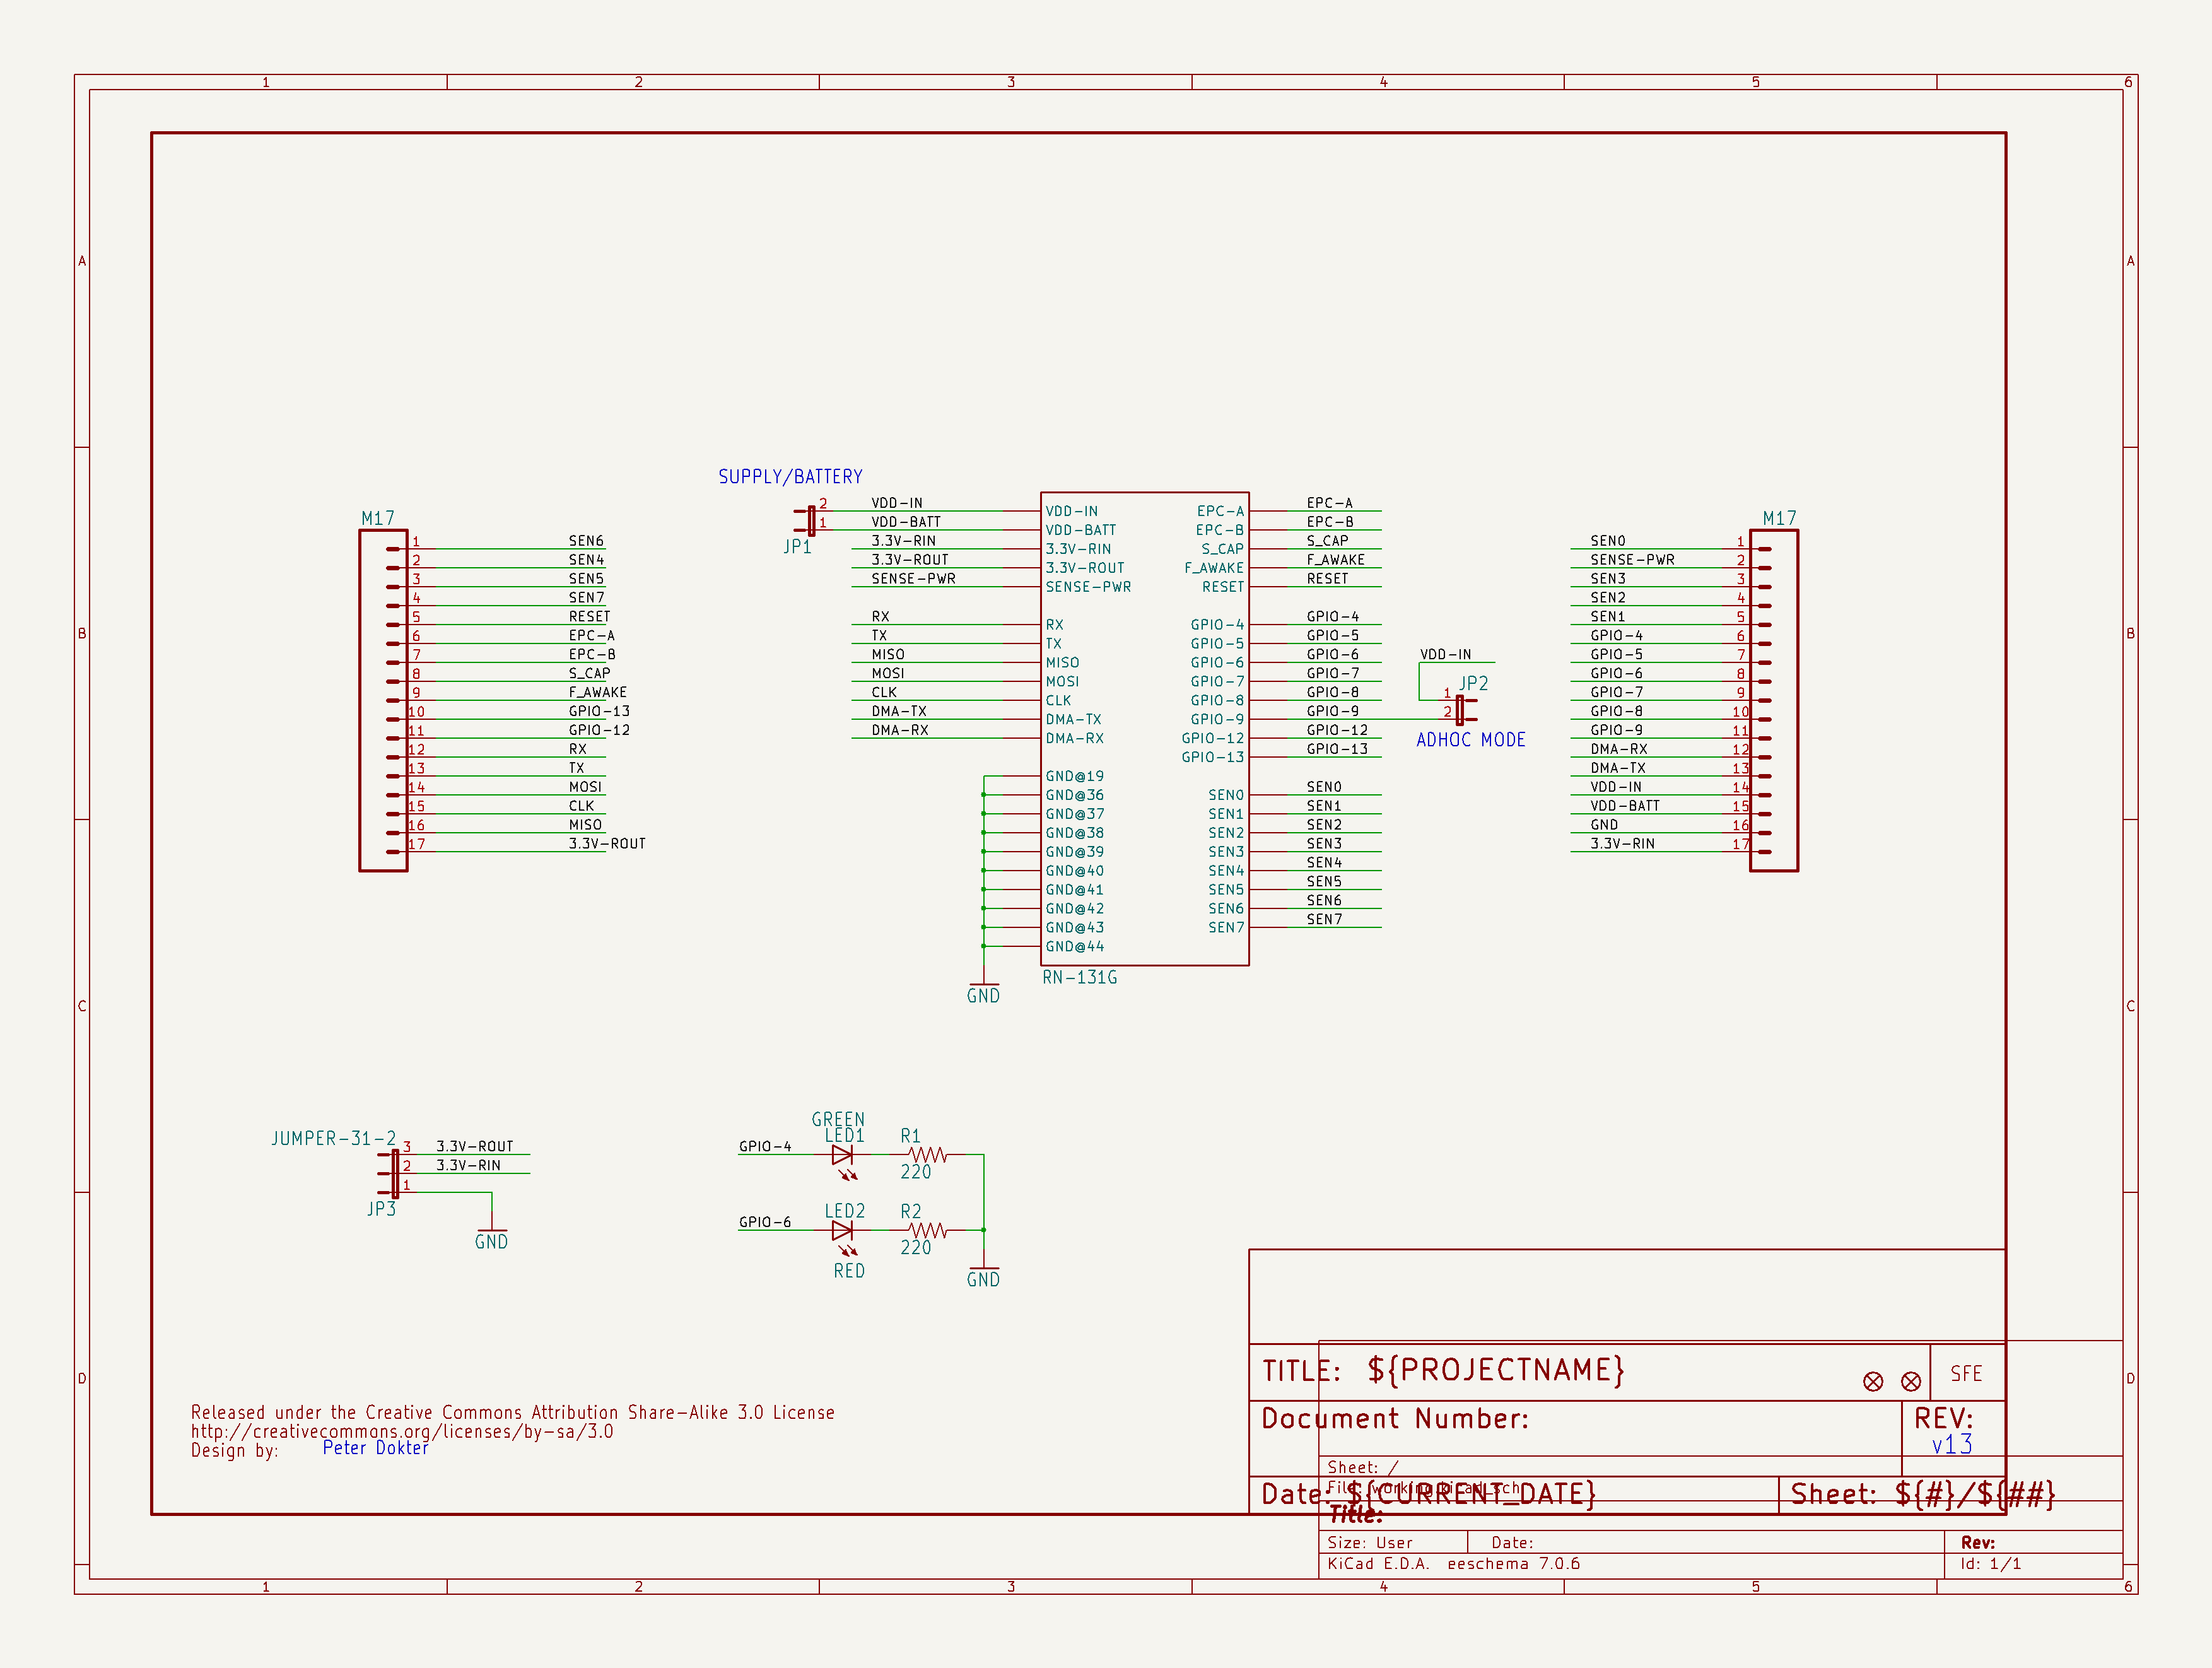 1 2 3 4 5 6
A A
SUPPLY/BATTERY
M17
1 SEN6
2 SEN4
3 SEN5
4 SEN7
5 RESET
6 EPC-A
7 EPC-B
8 S_CAP
9 F_AWAKE
10 GPIO-13
11 GPIO-12
12 RX
13 TX
14 MOSI
15 CLK
16 MISO
17 3.3V-ROUT
B
2 VDD-IN
1 VDD-BATT
JP1
3.3V-RIN
3.3V-ROUT
SENSE-PWR
RX
TX
MISO
MOSI
CLK
DMA-TX
DMA-RX
VDD-IN EPC-A
VDD-BATT EPC-B
3.3V-RIN S_CAP
3.3V-ROUT F_AWAKE
SENSE-PWR RESET
RX GPIO-4
TX GPIO-5
MISO GPIO-6
MOSI GPIO-7
CLK GPIO-8
DMA-TX GPIO-9
DMA-RX GPIO-12
GPIO-13
GND@19
GND@36 SEN0
GND@37 SEN1
GND@38 SEN2
GND@39 SEN3
GND@40 SEN4
GND@41 SEN5
GND@42 SEN6
GND@43 SEN7
GND@44
RN-131G
GND
EPC-A
EPC-B
S_CAP
F_AWAKE
RESET
GPIO-4
GPIO-5
GPIO-6
GPIO-7
GPIO-8
GPIO-9
GPIO-12
GPIO-13
SEN0
SEN1
SEN2
SEN3
SEN4
SEN5
SEN6
SEN7
VDD-IN
JP2
1
2
ADHOC MODE
M17
SEN0 1
SENSE-PWR 2
SEN3 3
SEN2 4
SEN1 5
GPIO-4 6
GPIO-5 7
GPIO-6 8
GPIO-7 9
GPIO-8 10
GPIO-9 11
DMA-RX 12
DMA-TX 13
VDD-IN 14
VDD-BATT 15
GND 16
3.3V-RIN 17
B
C C
JUMPER-31-2
3 3.3V-ROUT
2 3.3V-RIN
1
JP3
GND
GREEN
LED1
GPIO-4
R1
220
LED2
GPIO-6
R2
220
RED
GND
D D
TITLE: ${PROJECTNAME}
SFE
Document Number:
REV:
v13
Date: ${CURRENT_DATE}
Sheet: ${#}/${##}
Released under the Creative Commons Attribution Share-Alike 3.0 License
http://creativecommons.org/licenses/by-sa/3.0
Design by: Peter Dokter
Sheet: /
File: working.kicad_sch
Title:
Size: User Date: Rev:
KiCad E.D.A. eeschema 7.0.6 Id: 1/1
1 2 3 4 5 6